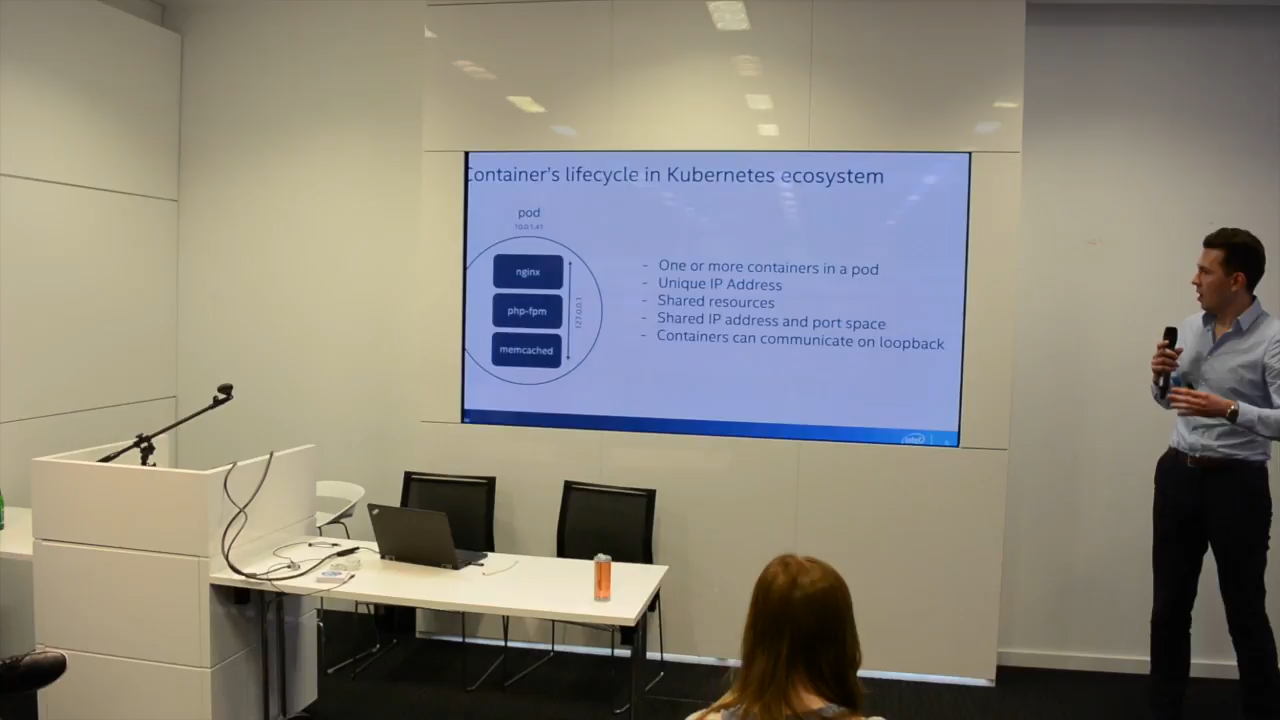 Container's lifecycle in Kubernetes ecosystem
pod
10.0.1.41
nginx
php-fpm
memcached
127.0.0.1
- One or more containers in a pod
- Unique IP Address
- Shared resources
- Shared IP address and port space
- Containers can communicate on loopback
intel